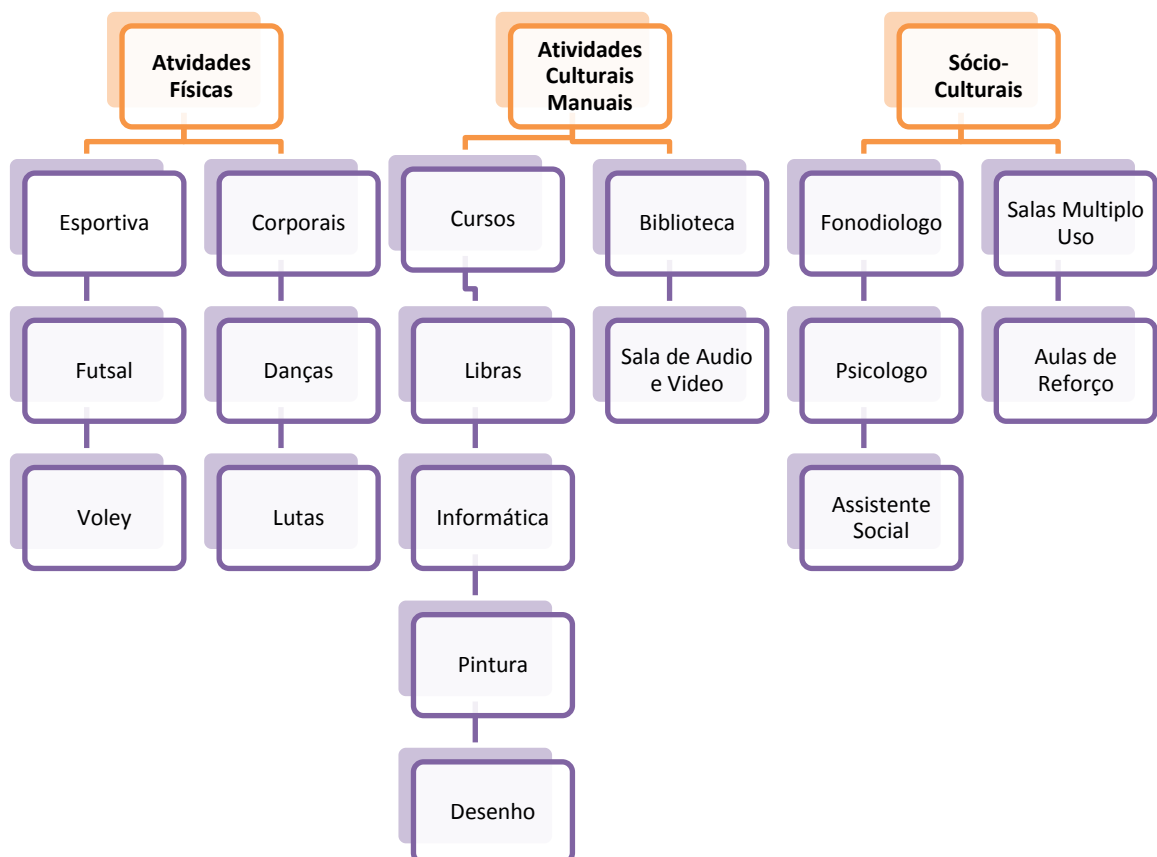 Atvidades
Físicas
Atividades
Culturais
Manuais
Sócio-
Culturais
Esportiva
Corporais
Cursos
Biblioteca
Fonodiologo
Salas Multiplo
Uso
Futsal
Danças
Libras
Sala de Audio
e Video
Psicologo
Aulas de
Reforço
Voley
Lutas
Informática
Assistente
Social
Pintura
Desenho